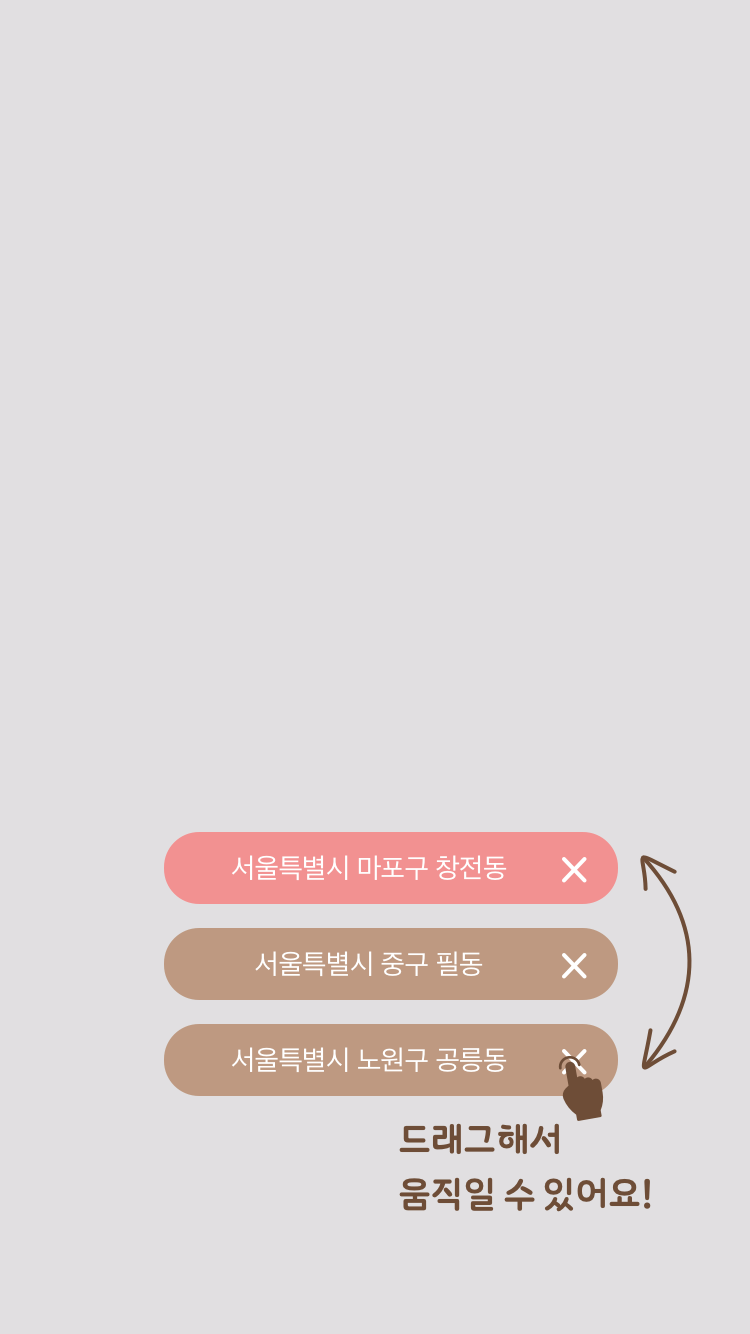 서울특별시 마포구 창전동
서울특별시 중구 필동
서울특별시 노원구 공릉동
드래그해서
움직일 수 있어요!